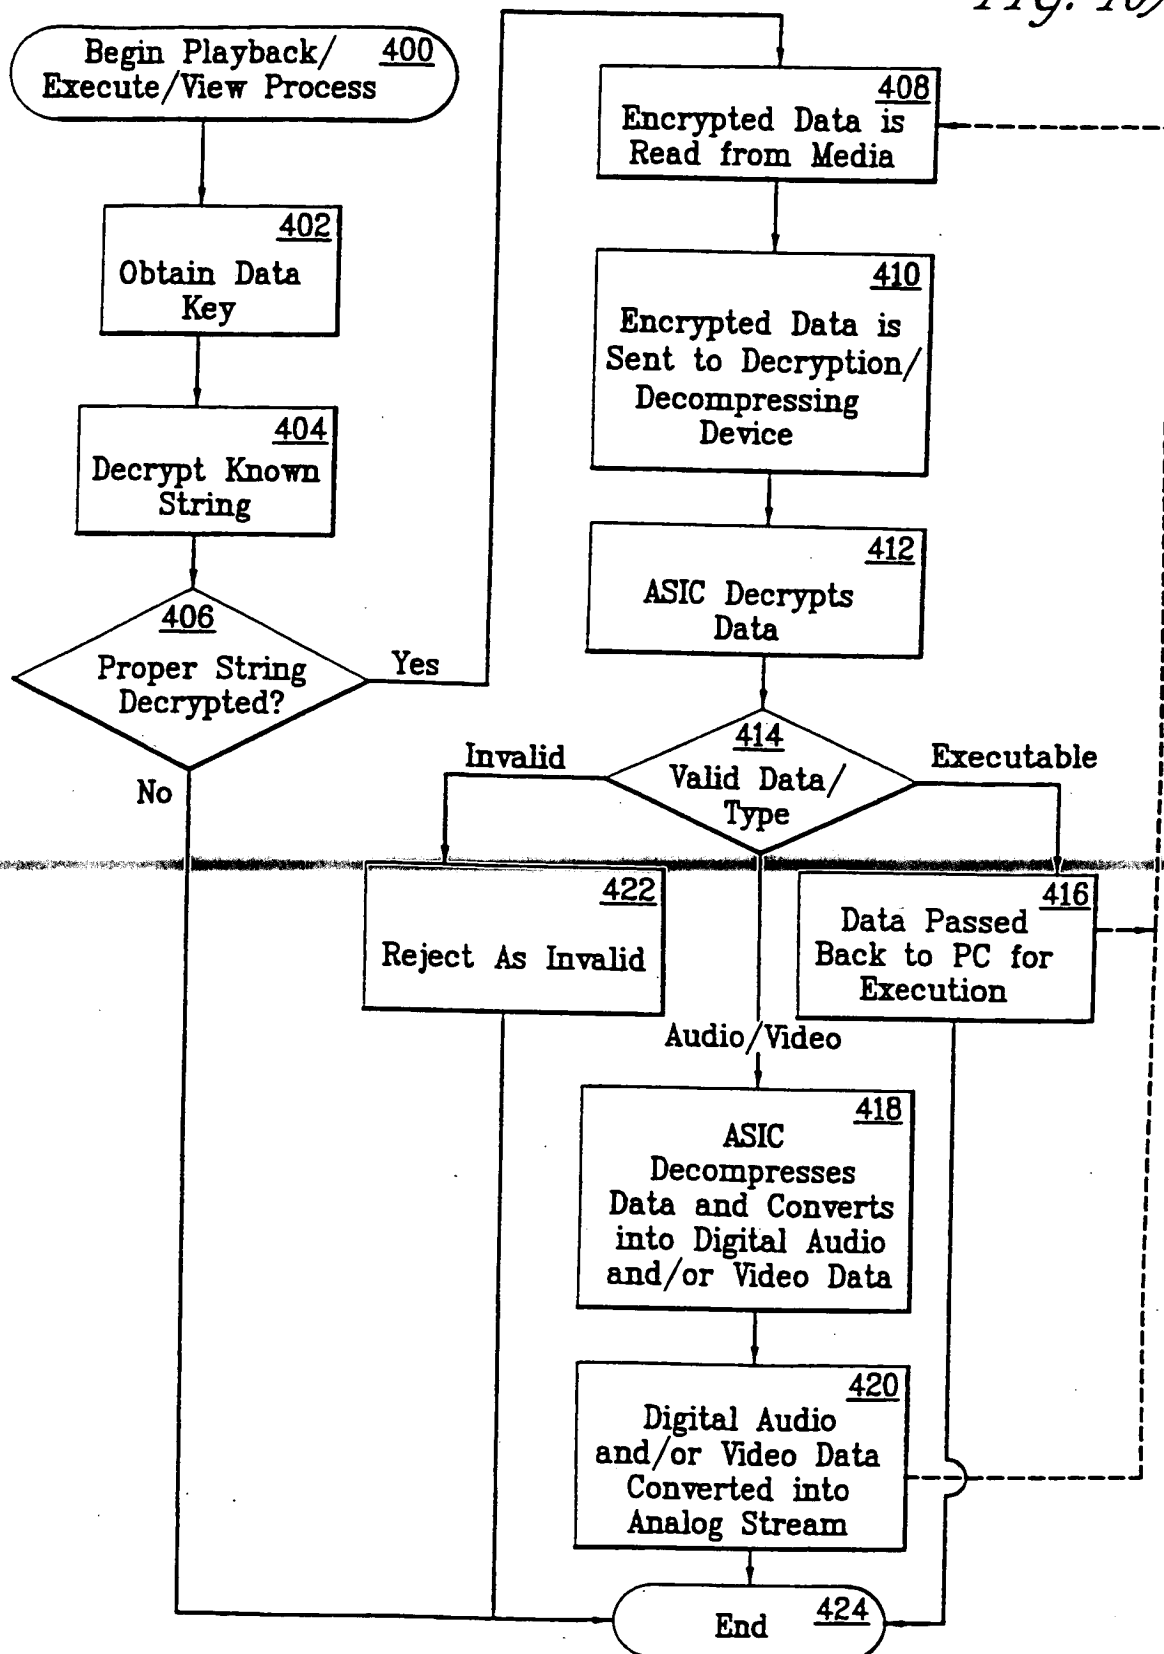 Begin Playback/ 400
Execute/View Process
402
Obtain Data
Key
404
Decrypt Known
String
406
Proper String
Decrypted?
Yes
No
408
Encrypted Data is
Read from Media
410
Encrypted Data is
Sent to Decryption/
Decompressing
Device
412
ASIC Decrypts
Data
414
Valid Data/
Type
Invalid
Executable
422
Reject As Invalid
416
Data Passed
Back to PC for
Execution
Audio/Video
418
ASIC
Decompresses
Data and Converts
into Digital Audio
and/or Video Data
420
Digital Audio
and/or Video Data
Converted into
Analog Stream
End 424